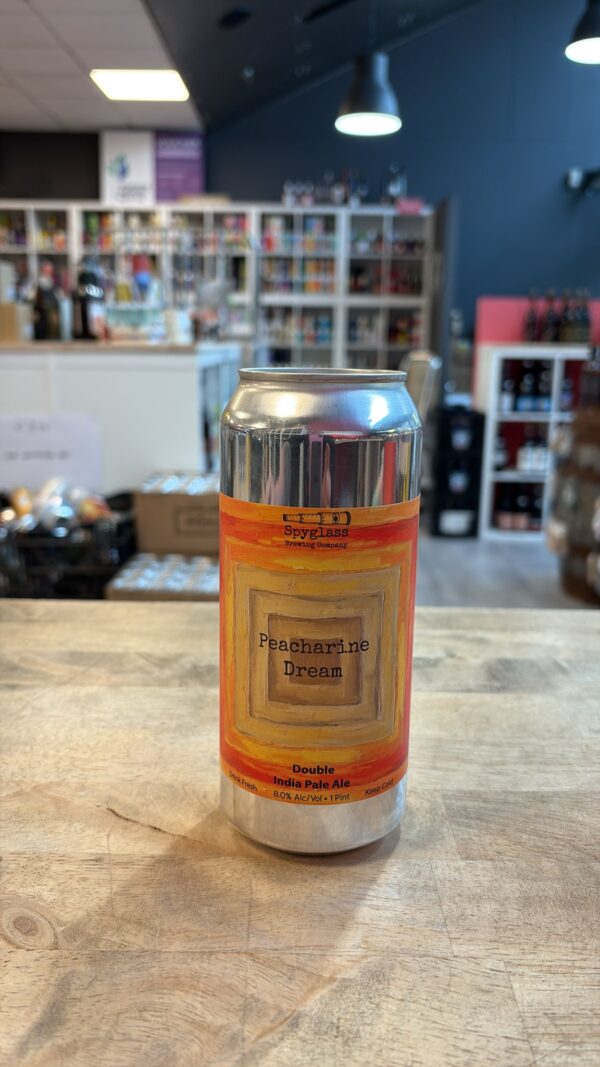 Spyglass
Brewing Company
Peacharine
Dream
Double
India Pale Ale
Drink Fresh
8.0% Alc/Vol • 1 Pint
Keep Cold